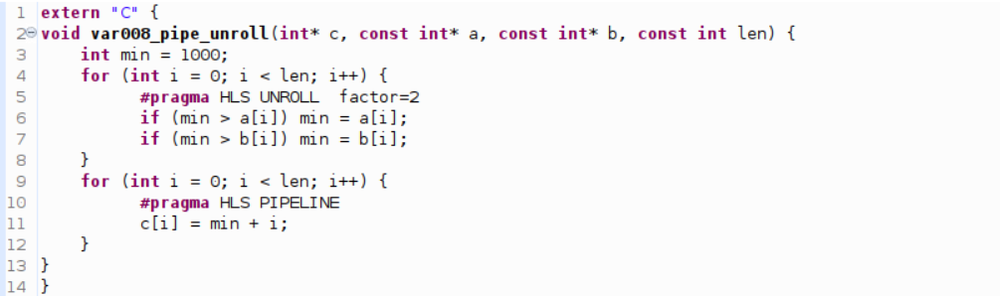 1 extern "C" {
2 void var008_pipe_unroll(int* c, const int* a, const int* b, const int len) {
3     int min = 1000;
4     for (int i = 0; i < len; i++) {
5         #pragma HLS UNROLL  factor=2
6         if (min > a[i]) min = a[i];
7         if (min > b[i]) min = b[i];
8     }
9     for (int i = 0; i < len; i++) {
10         #pragma HLS PIPELINE
11         c[i] = min + i;
12     }
13 }
14 }